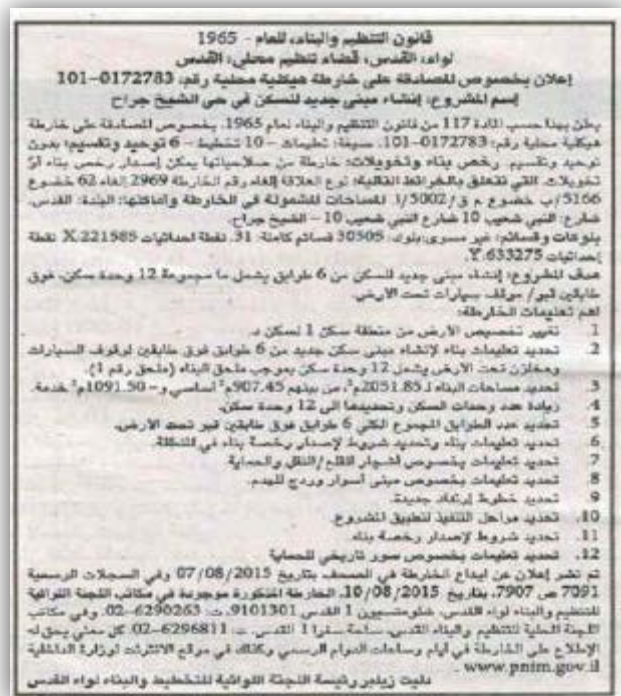 قانون التنظيم والبناء، للعام - 1965
لواء: القدس، قضاء تنظيم محلي: القدس
إعلان بخصوص المصادقة على خارطة هيكلية محلية رقم: 0172783-101
إسم المشروع: إنشاء مبنى جديد للسكن في حي الشيخ جراح
يعلن بهذا حسب المادة 117 من قانون التنظيم والبناء لعام 1965، بخصوص المصادقة على خارطة
هيكلية محلية رقم: 0172783-101، صيغة: تعليمات - 10 تخطيط - 6 توحيد وتقسيم: بدون
توحيد وتقسيم. رخص بناء وتخويلات: خارطة من صلاحياتها يمكن إصدار رخص بناء أو
تخويلات. التي تتعلق بالخرائط التالية: نوع العلاقة إلغاء رقم الخارطة 2969 إلغاء 62 خضوع
5166/ب خضوع م ق/5002/أ. المساحات المشمولة في الخارطة وأماكنها: البلدة: القدس،
شارع: النبي شعيب 10 شارع النبي شعيب 10 - الشيخ جراح.
بلوكات وقسائم: غير مسوى: بلوك: 30505 قسائم كاملة: 31. نقطة احداثيات X:221585 نقطة
إحداثيات Y:633275.
هدف المشروع: إنشاء مبنى جديد للسكن من 6 طوابق يشمل ما مجموعه 12 وحدة سكن، فوق
طابقين قبو/ موقف سيارات تحت الارض.
اهم تعليمات الخارطة:
1. تغيير تخصيص الأرض من منطقة سكن 1 لسكن د.
2. تحديد تعليمات بناء لإنشاء مبنى سكن جديد من 6 طوابق فوق طابقين لوقوف السيارات
ومخازن تحت الارض يشمل 12 وحدة سكن بموجب ملحق البناء (ملحق رقم 1).
3. تحديد مساحات البناء لـ 2051.85م²، من بينهم 907.45م² أساسي و- 1091.50م² خدمة.
4. زيادة عدد وحدات السكن وتحديدها الى 12 وحدة سكن.
5. تحديد عدد الطوابق المجموع الكلي 6 طوابق فوق طابقين قبو تحت الارض.
6. تحديد تعليمات بناء وتحديد شروط لإصدار رخصة بناء في المنطقة.
7. تحديد تعليمات بخصوص أشجار للقلع/للنقل والحماية
8. تحديد تعليمات بخصوص مبنى أسوار ودرج للهدم.
9. تحديد خطوط إرتداد جديدة.
10. تحديد مراحل التنفيذ لتطبيق المشروع.
11. تحديد شروط لإصدار رخصة بناء.
12. تحديد تعليمات بخصوص سور تاريخي للحماية
تم نشر إعلان عن ايداع الخارطة في الصحف بتاريخ 07/08/2015 وفي السجلات الرسمية
7091 ص 7907، بتاريخ 10/08/2015. الخارطة المذكورة موجودة في مكاتب اللجنة اللوائية
للتنظيم والبناء لواء القدس، شلومتسيون 1 القدس 9101301، ت: 6290263-02. وفي مكاتب
اللجنة المحلية للتنظيم والبناء القدس، ساحة سفرا 1 القدس. ت: 6296811-02. كل معني يحق له
الإطلاع على الخارطة في أيام وساعات الدوام الرسمي وكذلك في موقع الانترنت لوزارة الداخلية
www.pnim.gov.il.
داليت زيلبر رئيسة اللجنة اللوائية للتخطيط والبناء لواء القدس